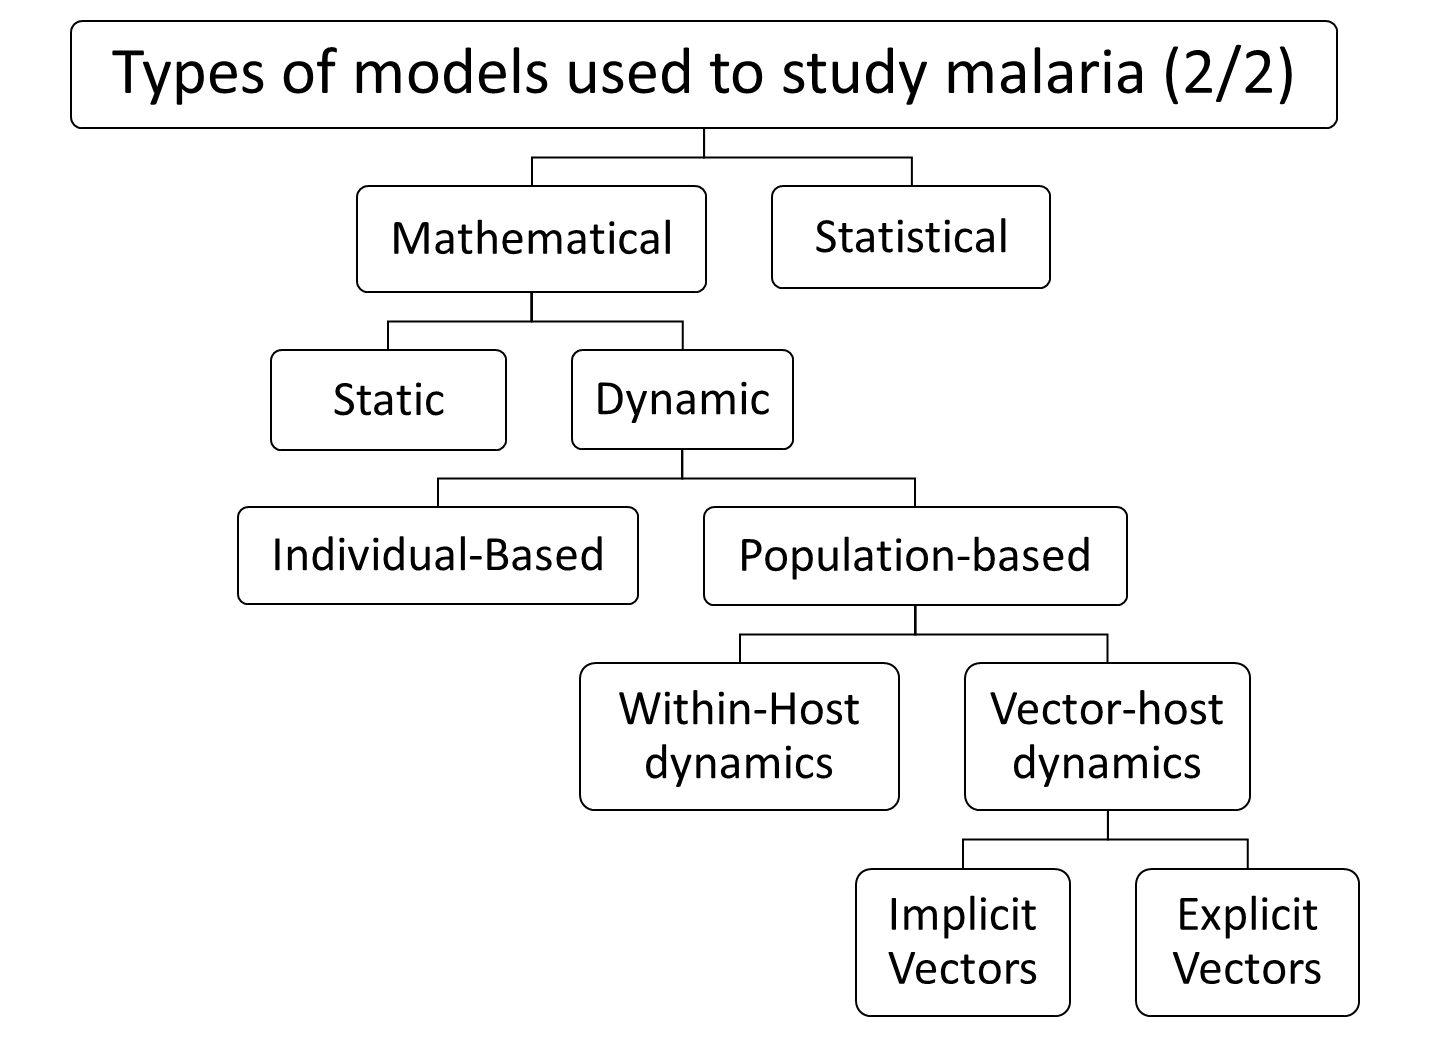 Types of models used to study malaria (2/2)
Mathematical
Statistical
Static
Dynamic
Individual-Based
Population-based
Within-Host
dynamics
Vector-host
dynamics
Implicit
Vectors
Explicit
Vectors